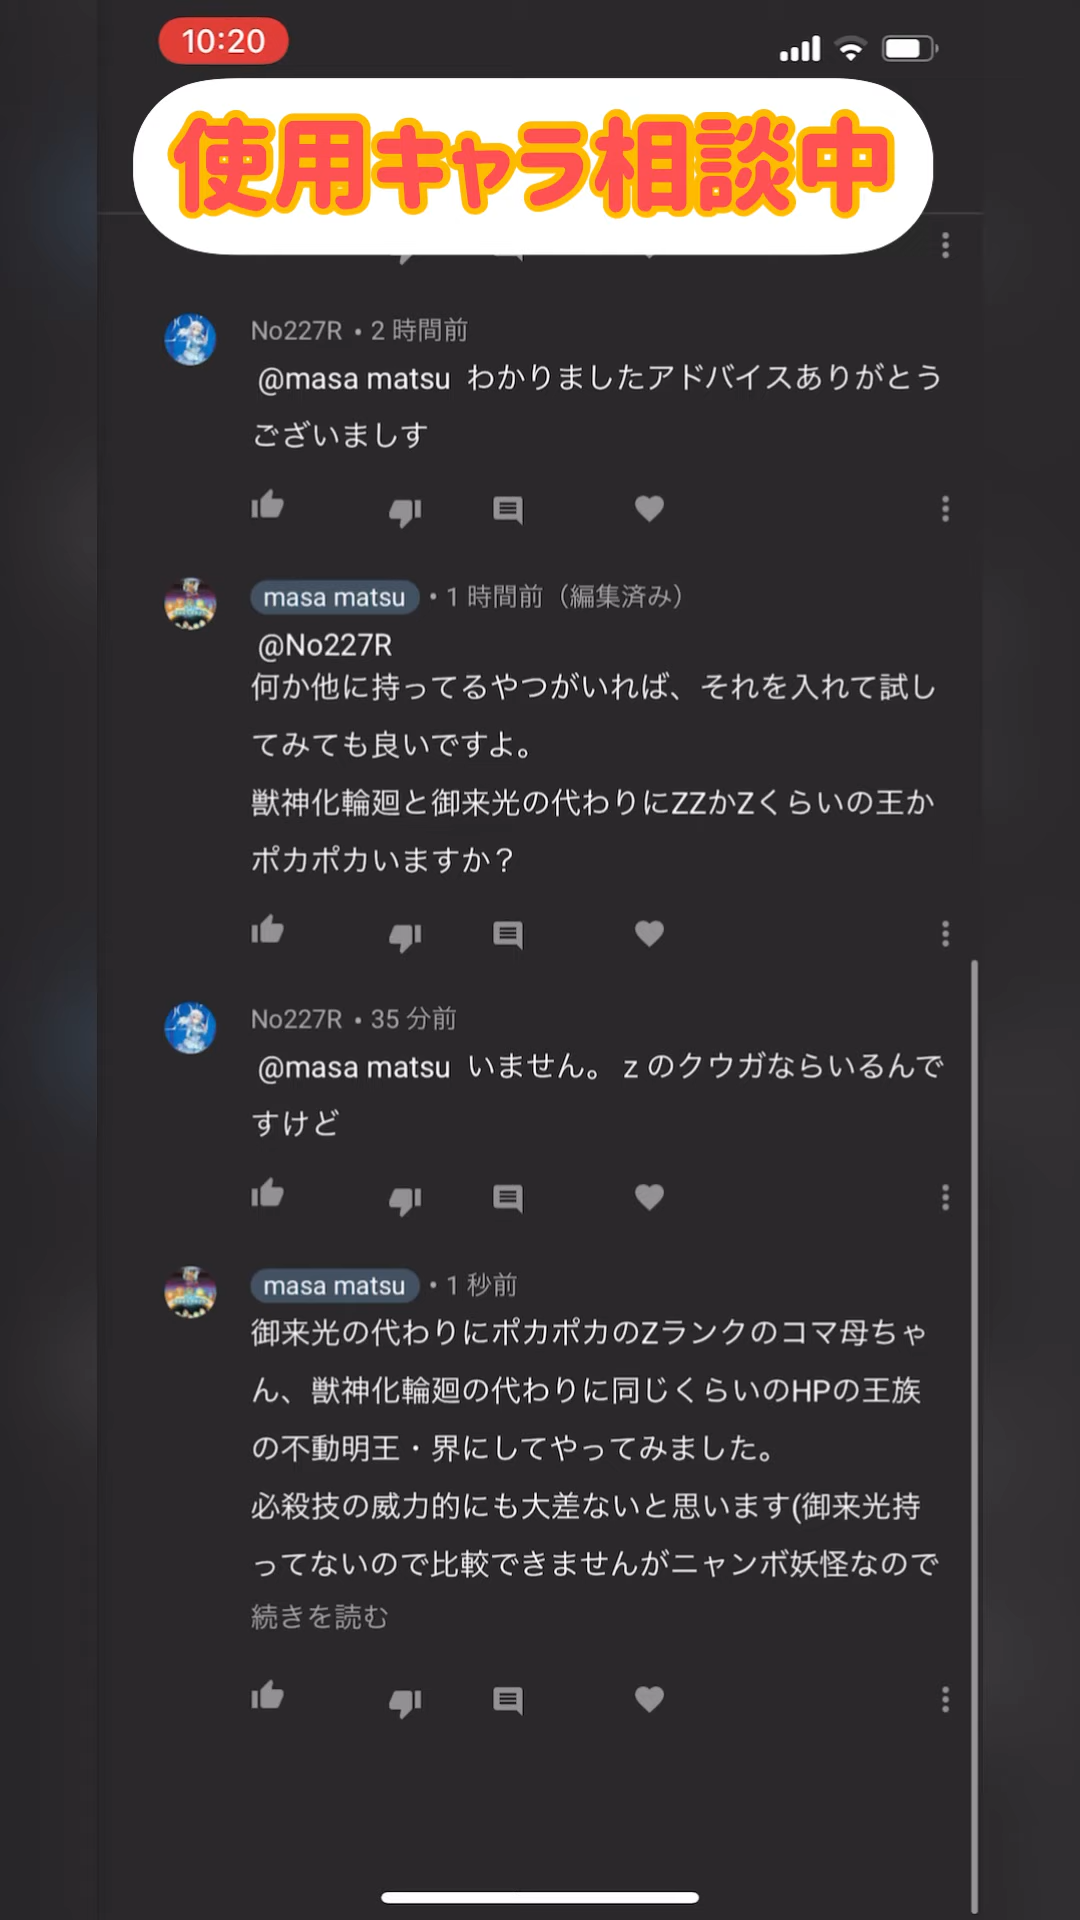 10:20
使用キャラ相談中
No227R • 2 時間前
@masa matsu わかりましたアドバイスありがとう
ございましす
masa matsu • 1 時間前（編集済み）
@No227R
何か他に持ってるやつがいれば、それを入れて試し
てみても良いですよ。
獣神化輪廻と御来光の代わりにZZかZくらいの王か
ポカポカいますか？
No227R • 35 分前
@masa matsu いません。 z のクウガならいるんで
すけど
masa matsu • 1 秒前
御来光の代わりにポカポカのZランクのコマ母ちゃ
ん、獣神化輪廻の代わりに同じくらいのHPの王族
の不動明王・界にしてやってみました。
必殺技の威力的にも大差ないと思います(御来光持
ってないので比較できませんがニャンボ妖怪なので
続きを読む